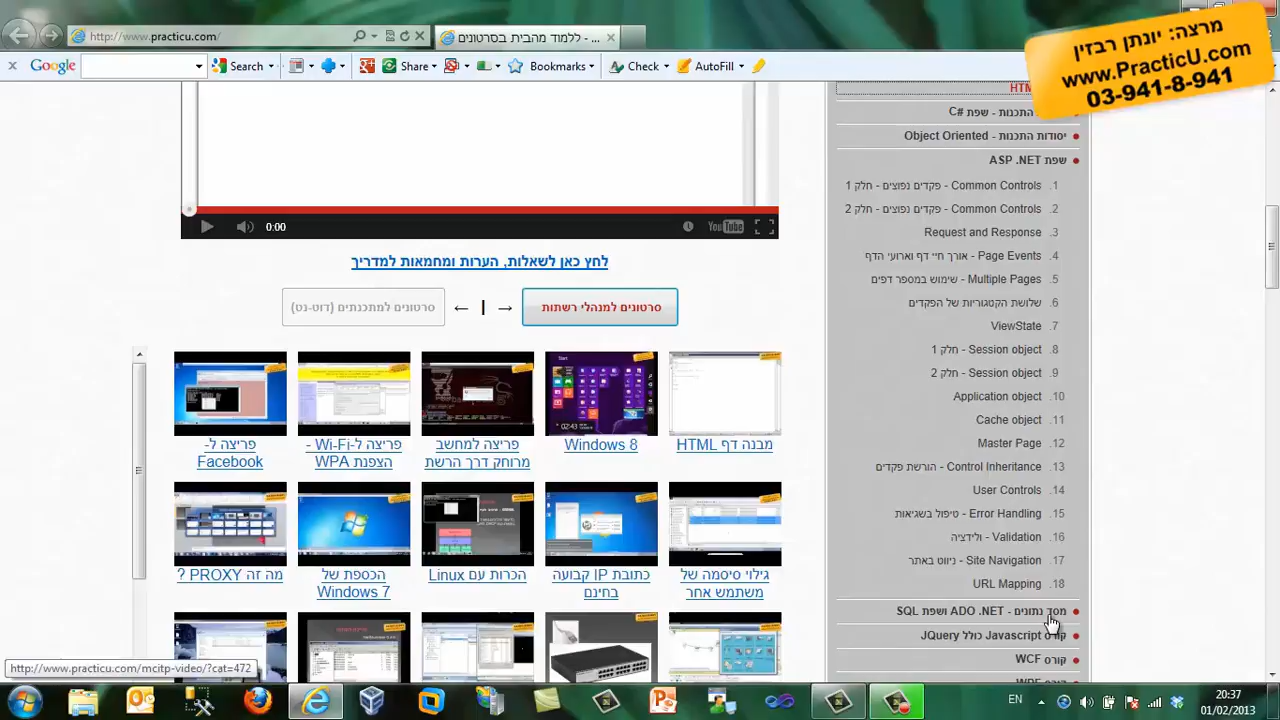 http://www.practicu.com/
ללמוד מהבית בסרטונים - ...
מרצה: יונתן רבזין
www.PracticU.com
03-941-8-941
Google
Search
Share
Bookmarks
Check
AutoFill
התכנות - שפת C#
יסודות התכנות - Object Oriented
שפת ASP .NET
1. Common Controls - פקדים נפוצים - חלק 1
2. Common Controls - פקדים נפוצים - חלק 2
3. Request and Response
4. Page Events - אורך חיי דף וארועי הדף
5. Multiple Pages - שימוש במספר דפים
6. שלושת הקטגוריות של הפקדים
7. ViewState
8. Session object - חלק 1
9. Session object - חלק 2
10. Application object
11. Cache object
12. Master Page
13. Control Inheritance - הורשת פקדים
14. User Controls
15. Error Handling - טיפול בשגיאות
16. Validation - ולידציה
17. Site Navigation - ניווט באתר
18. URL Mapping
מסד נתונים - ADO .NET ושפת SQL
קורס Javascript כולל JQuery
קורס WCF
0:00
YouTube
לחץ כאן לשאלות, הערות ומחמאות למדריך
סרטונים למנהלי רשתות
→ | ←
סרטונים למתכנתים (דוט-נט)
מבנה דף HTML
Windows 8
פריצה למחשב
מרוחק דרך הרשת
פריצה ל-Wi-Fi -
הצפנת WPA
פריצה ל-
Facebook
גילוי סיסמה של
משתמש אחר
כתובת IP קבועה
בחינם
הכרות עם Linux
הכספת של
Windows 7
מה זה PROXY ?
http://www.practicu.com/mcitp-video/?cat=472
EN
20:37
01/02/2013